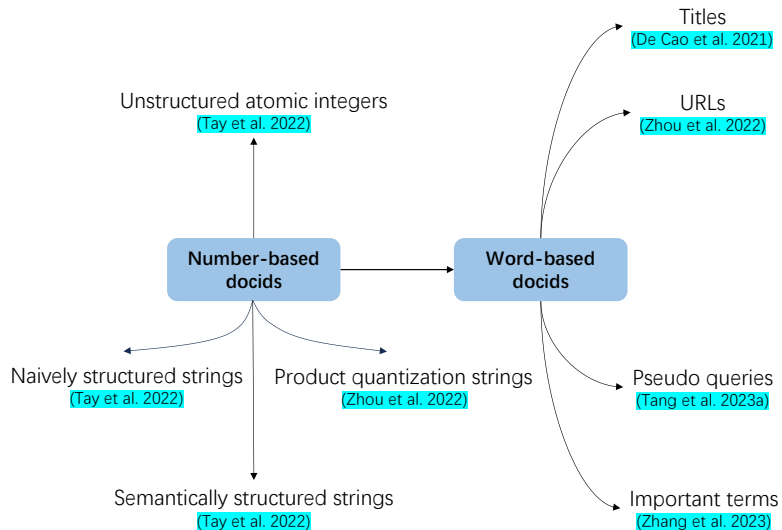 Titles
(De Cao et al. 2021)
URLs
(Zhou et al. 2022)
Unstructured atomic integers
(Tay et al. 2022)
Number-based
docids
Word-based
docids
Naively structured strings
(Tay et al. 2022)
Product quantization strings
(Zhou et al. 2022)
Pseudo queries
(Tang et al. 2023a)
Semantically structured strings
(Tay et al. 2022)
Important terms
(Zhang et al. 2023)